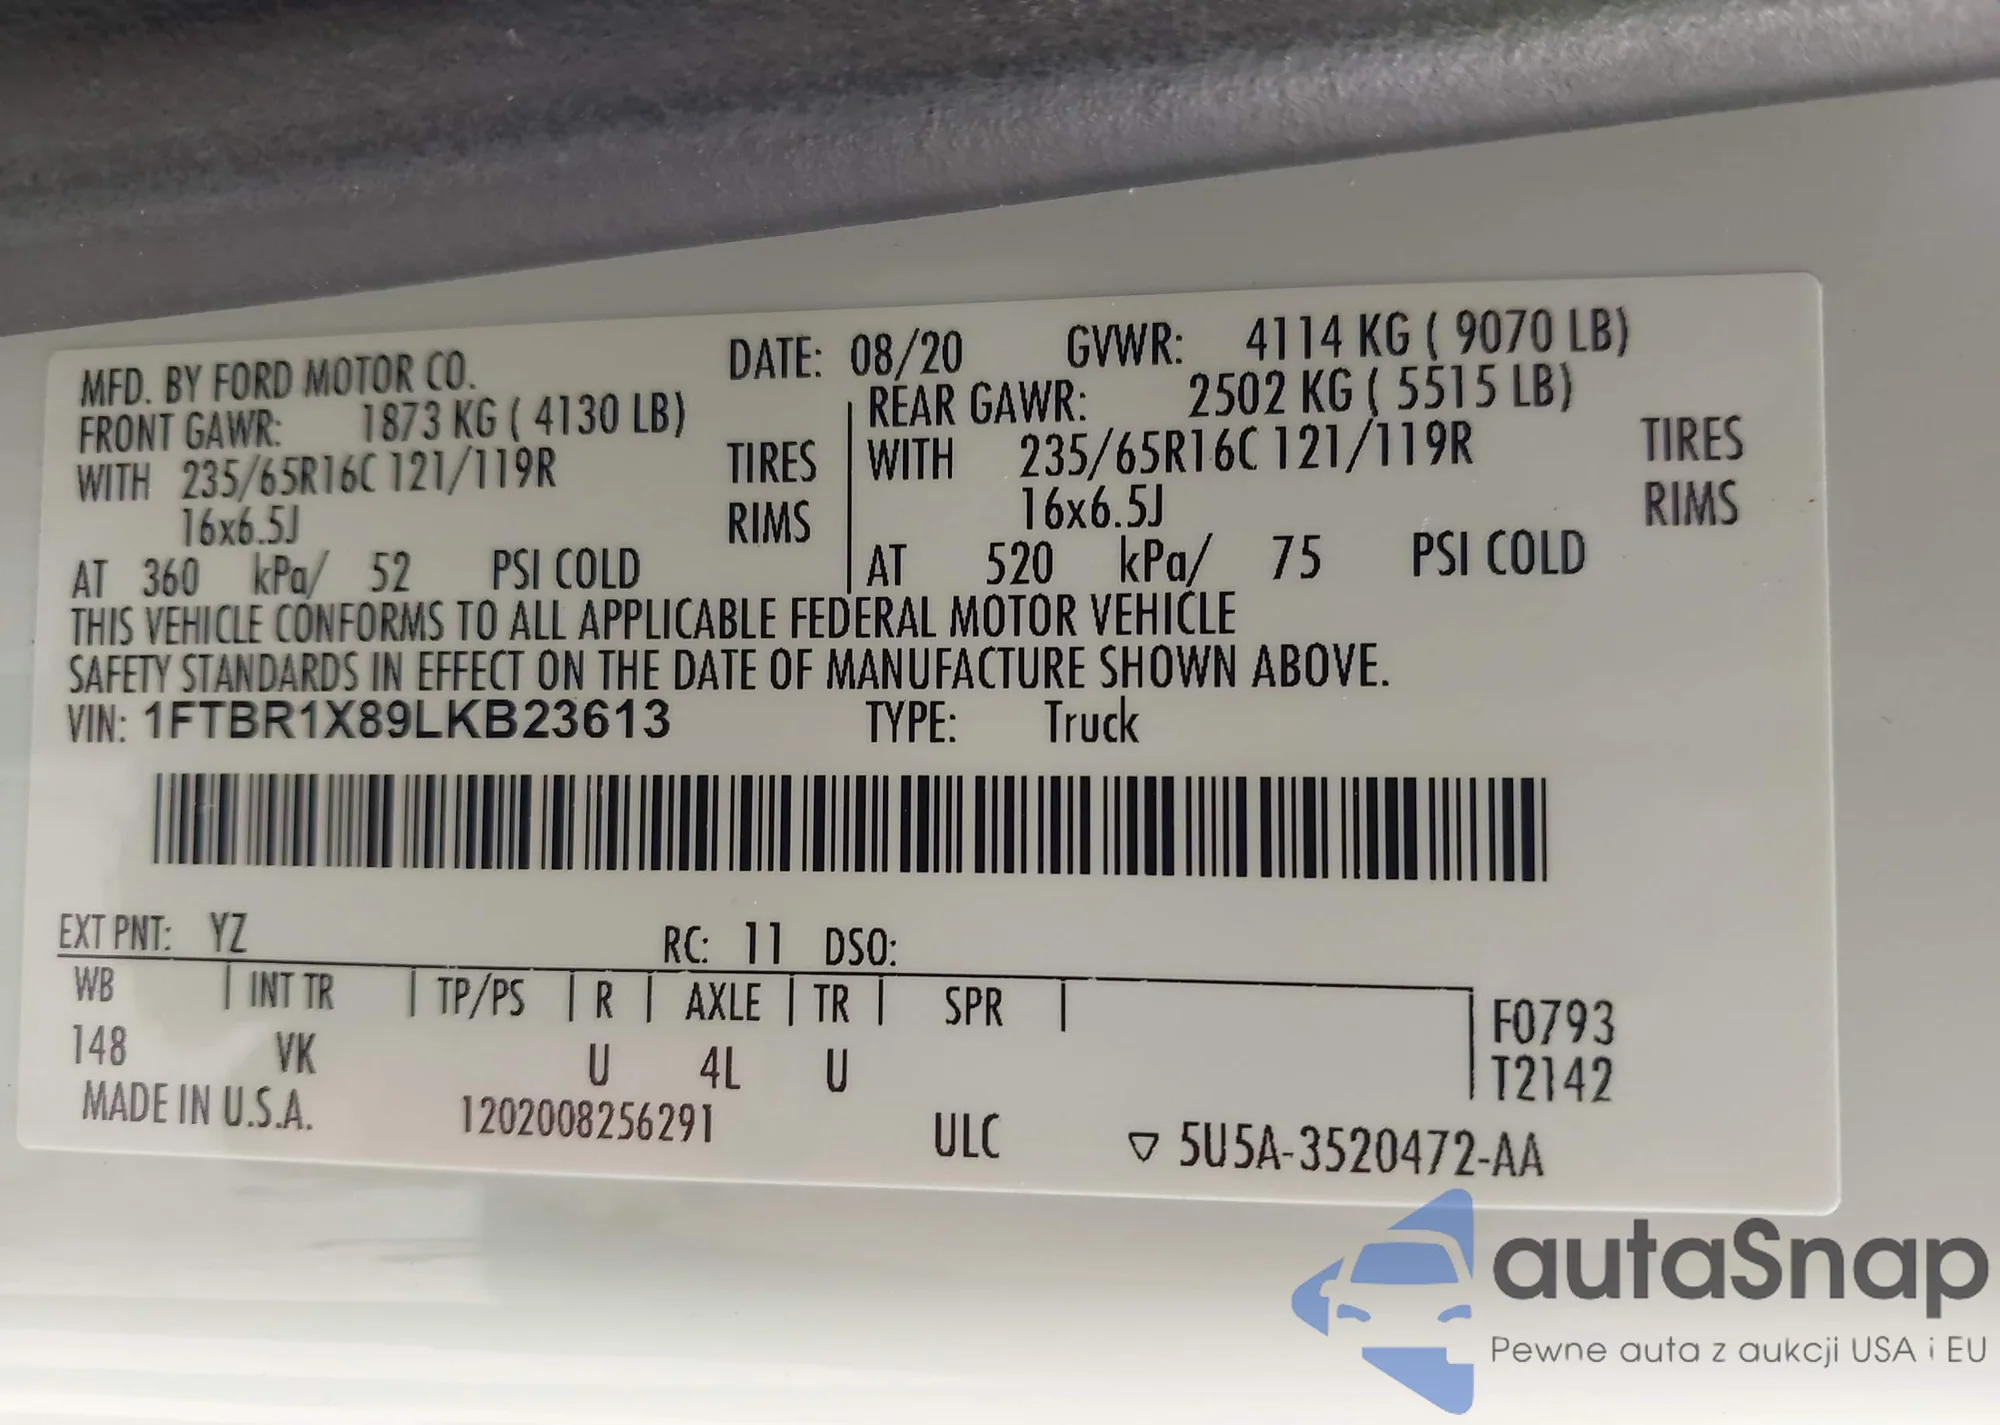 MFD. BY FORD MOTOR CO. DATE: 08/20 GVWR: 4114 KG ( 9070 LB)
FRONT GAWR: 1873 KG ( 4130 LB) REAR GAWR: 2502 KG ( 5515 LB)
WITH 235/65R16C 121/119R TIRES WITH 235/65R16C 121/119R TIRES
16x6.5J RIMS 16x6.5J RIMS
AT 360 kPa/ 52 PSI COLD AT 520 kPa/ 75 PSI COLD
THIS VEHICLE CONFORMS TO ALL APPLICABLE FEDERAL MOTOR VEHICLE
SAFETY STANDARDS IN EFFECT ON THE DATE OF MANUFACTURE SHOWN ABOVE.
VIN: 1FTBR1X89LKB23613 TYPE: Truck
EXT PNT: YZ RC: 11 DSO:
WB | INT TR | TP/PS | R | AXLE | TR | SPR | F0793
148 VK U 4L U T2142
MADE IN U.S.A. 1202008256291 ULC ▽ 5U5A-3520472-AA
autaSnap
Pewne auta z aukcji USA i EU